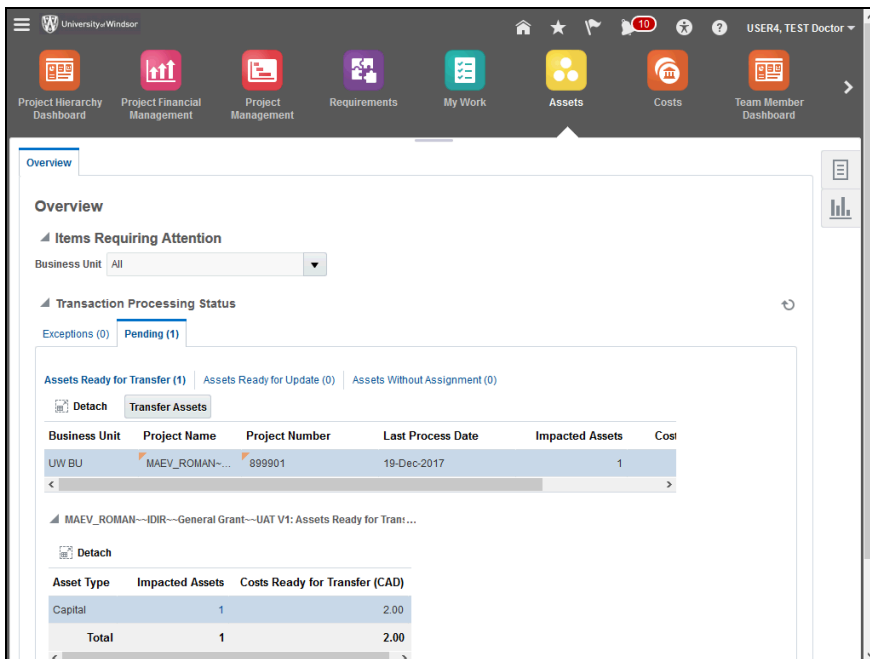 University of Windsor
10
USER4, TEST Doctor
Project Hierarchy Dashboard
Project Financial Management
Project Management
Requirements
My Work
Assets
Costs
Team Member Dashboard
Overview
Overview
Items Requiring Attention
Business Unit All
Transaction Processing Status
Exceptions (0) Pending (1)
Assets Ready for Transfer (1) Assets Ready for Update (0) Assets Without Assignment (0)
Detach Transfer Assets
Business Unit Project Name Project Number Last Process Date Impacted Assets Cost
UW BU MAEV_ROMAN~... 899901 19-Dec-2017 1
MAEV_ROMAN~~IDIR~~General Grant~~UAT V1: Assets Ready for Trans...
Detach
Asset Type Impacted Assets Costs Ready for Transfer (CAD)
Capital 1 2.00
Total 1 2.00